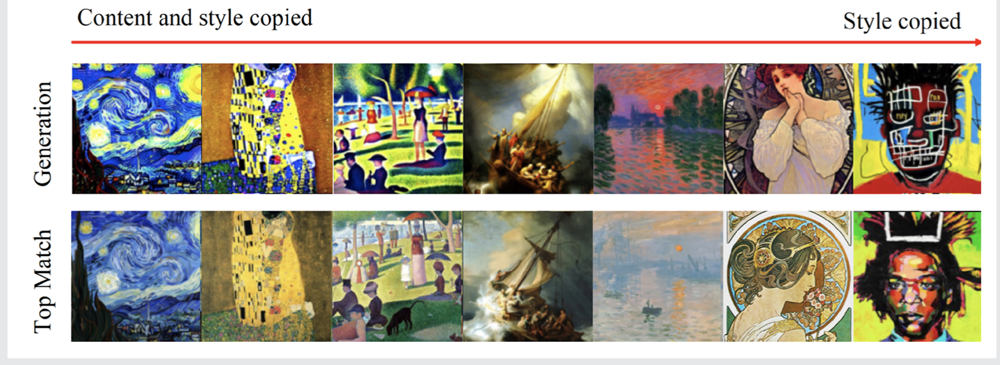 Content and style copied
Style copied
Generation
Top Match